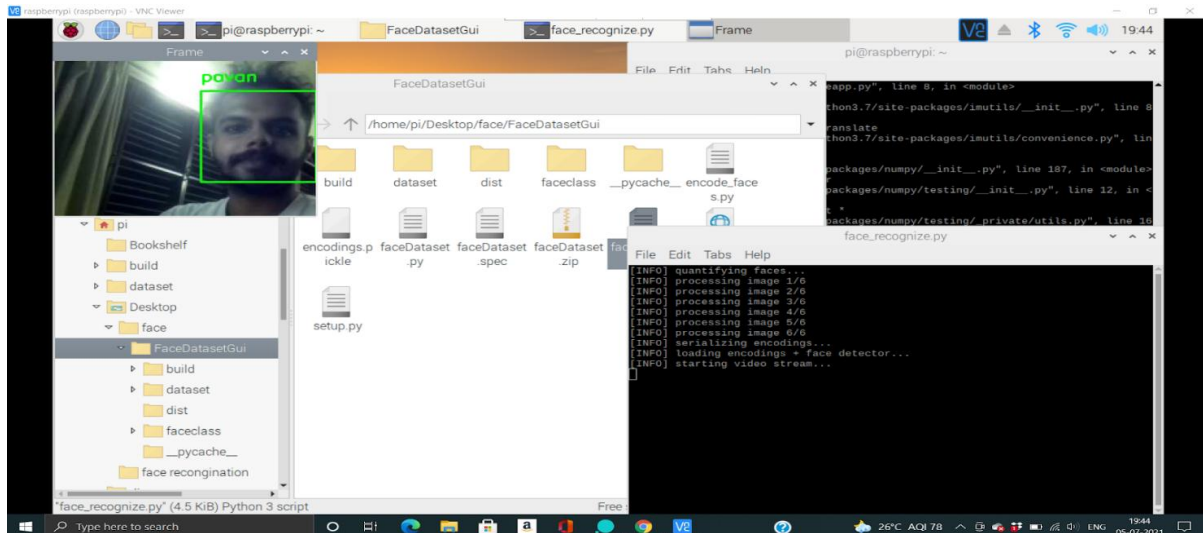 raspberrypi (raspberrypi) - VNC Viewer
pi@raspberrypi: ~
FaceDatasetGui
face_recognize.py
Frame
19:44
Frame
povan
FaceDatasetGui
/home/pi/Desktop/face/FaceDatasetGui
build
dataset
dist
faceclass
__pycache__
encode_face
s.py
encodings.p
ickle
faceDataset
.py
faceDataset
.spec
faceDataset
.zip
fac
setup.py
pi
Bookshelf
build
dataset
Desktop
face
FaceDatasetGui
build
dataset
dist
faceclass
__pycache__
face recongination
"face_recognize.py" (4.5 KiB) Python 3 script
Free
pi@raspberrypi: ~
File Edit Tabs Help
eapp.py", line 8, in <module>
thon3.7/site-packages/imutils/__init__.py", line 8
ranslate
thon3.7/site-packages/imutils/convenience.py", lin
packages/numpy/__init__.py", line 187, in <module>
r
packages/numpy/testing/__init__.py", line 12, in <
t *
packages/numpy/testing/_private/utils.py", line 16
face_recognize.py
File Edit Tabs Help
[INFO] quantifying faces...
[INFO] processing image 1/6
[INFO] processing image 2/6
[INFO] processing image 3/6
[INFO] processing image 4/6
[INFO] processing image 5/6
[INFO] processing image 6/6
[INFO] serializing encodings...
[INFO] loading encodings + face detector...
[INFO] starting video stream...
Type here to search
26°C AQI 78
ENG
19:44
05-07-2021